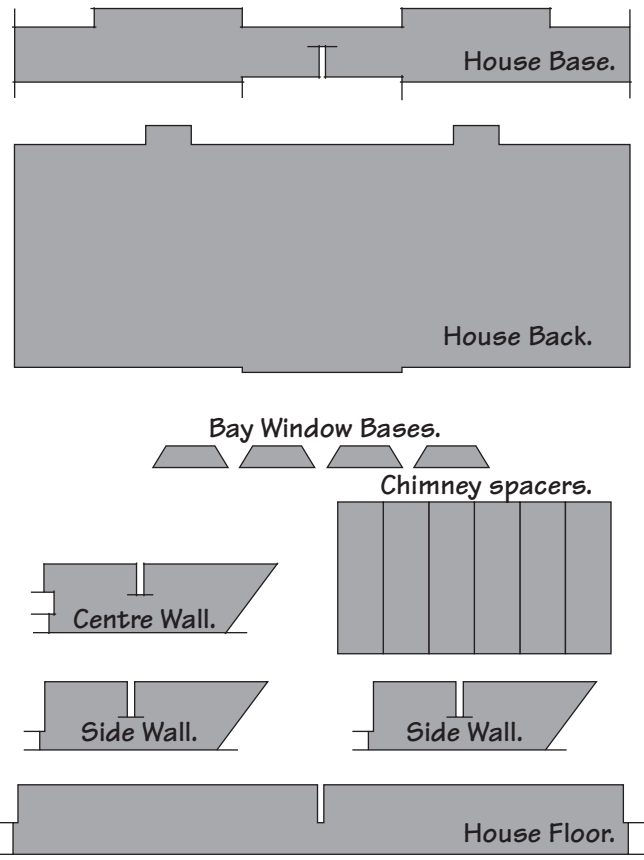 House Base.
House Back.
Bay Window Bases.
Chimney spacers.
Centre Wall.
Side Wall.
Side Wall.
House Floor.